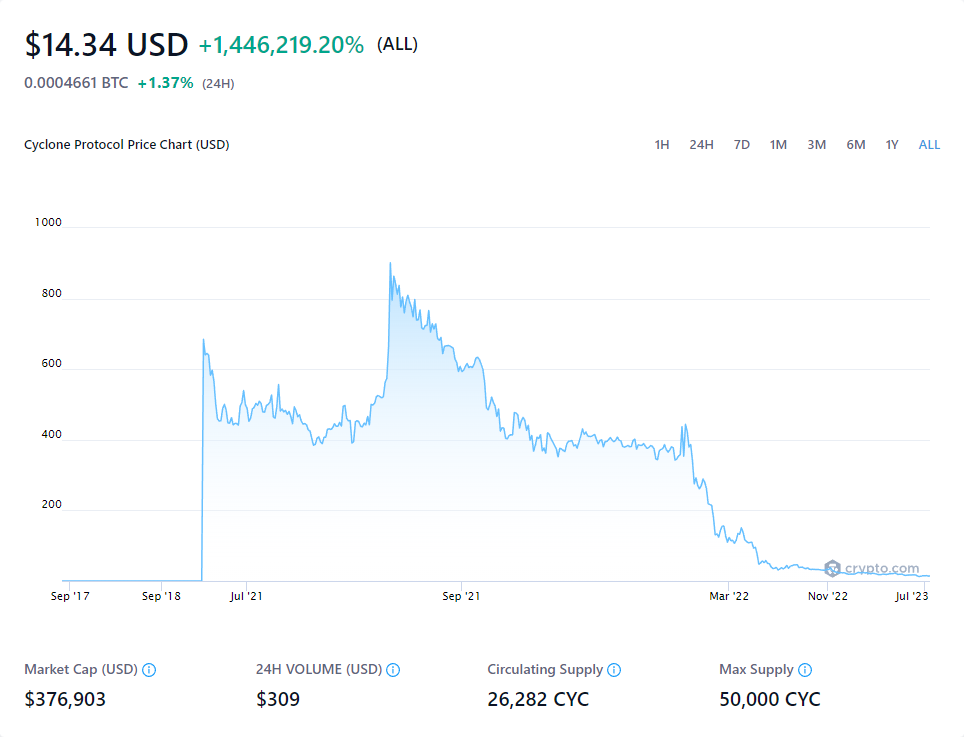 $14.34 USD +1,446,219.20% (ALL)
0.0004661 BTC +1.37% (24H)
Cyclone Protocol Price Chart (USD) 1H 24H 7D 1M 3M 6M 1Y ALL
1000
800
600
400
200
crypto.com
Sep '17 Sep '18 Jul '21 Sep '21 Mar '22 Nov '22 Jul '23
Market Cap (USD) 24H VOLUME (USD) Circulating Supply Max Supply
$376,903 $309 26,282 CYC 50,000 CYC